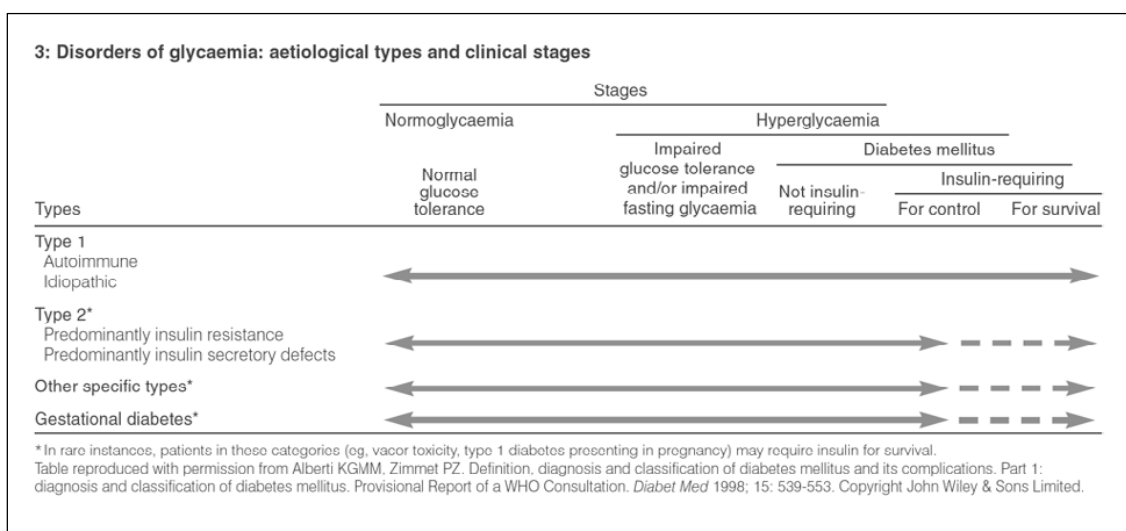 3: Disorders of glycaemia: aetiological types and clinical stages
Stages
Normoglycaemia Hyperglycaemia
Impaired glucose tolerance and/or impaired fasting glycaemia
Diabetes mellitus
Normal glucose tolerance
Not insulin-requiring
Insulin-requiring
Types
For control For survival
Type 1
Autoimmune
Idiopathic
Type 2*
Predominantly insulin resistance
Predominantly insulin secretory defects
Other specific types*
Gestational diabetes*
*In rare instances, patients in these categories (eg, vacor toxicity, type 1 diabetes presenting in pregnancy) may require insulin for survival.
Table reproduced with permission from Alberti KGMM, Zimmet PZ. Definition, diagnosis and classification of diabetes mellitus and its complications. Part 1:
diagnosis and classification of diabetes mellitus. Provisional Report of a WHO Consultation. Diabet Med 1998; 15: 539-553. Copyright John Wiley & Sons Limited.